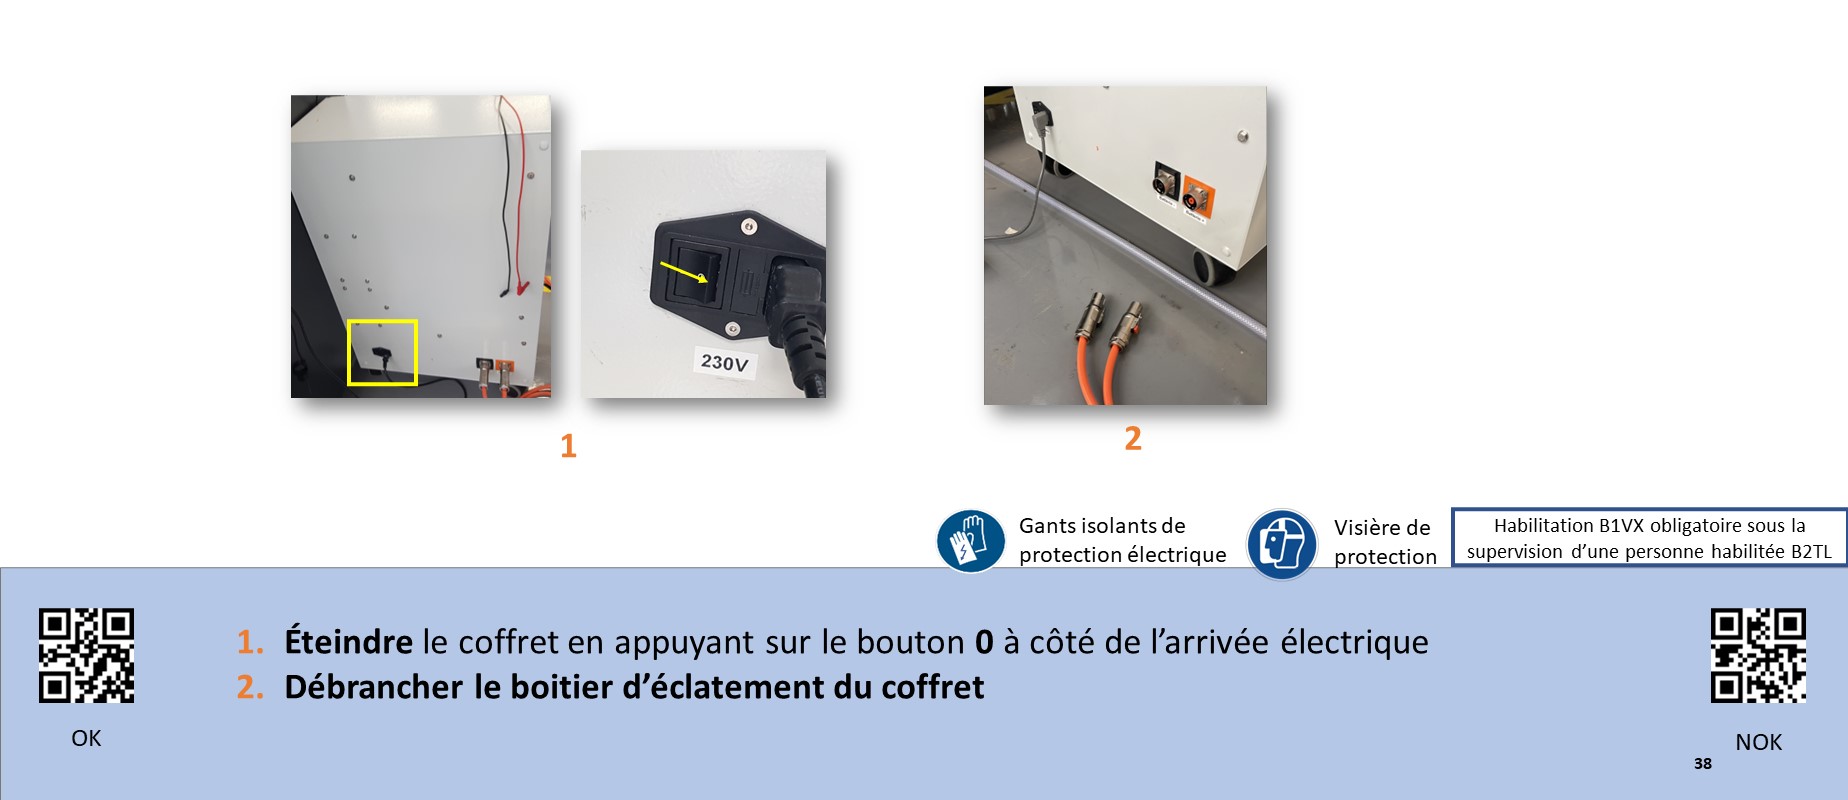 230V
1
2
Gants isolants de
protection électrique
Visière de
protection
Habilitation B1VX obligatoire sous la
supervision d’une personne habilitée B2TL
1. Éteindre le coffret en appuyant sur le bouton 0 à côté de l’arrivée électrique
2. Débrancher le boitier d’éclatement du coffret
OK
NOK
38